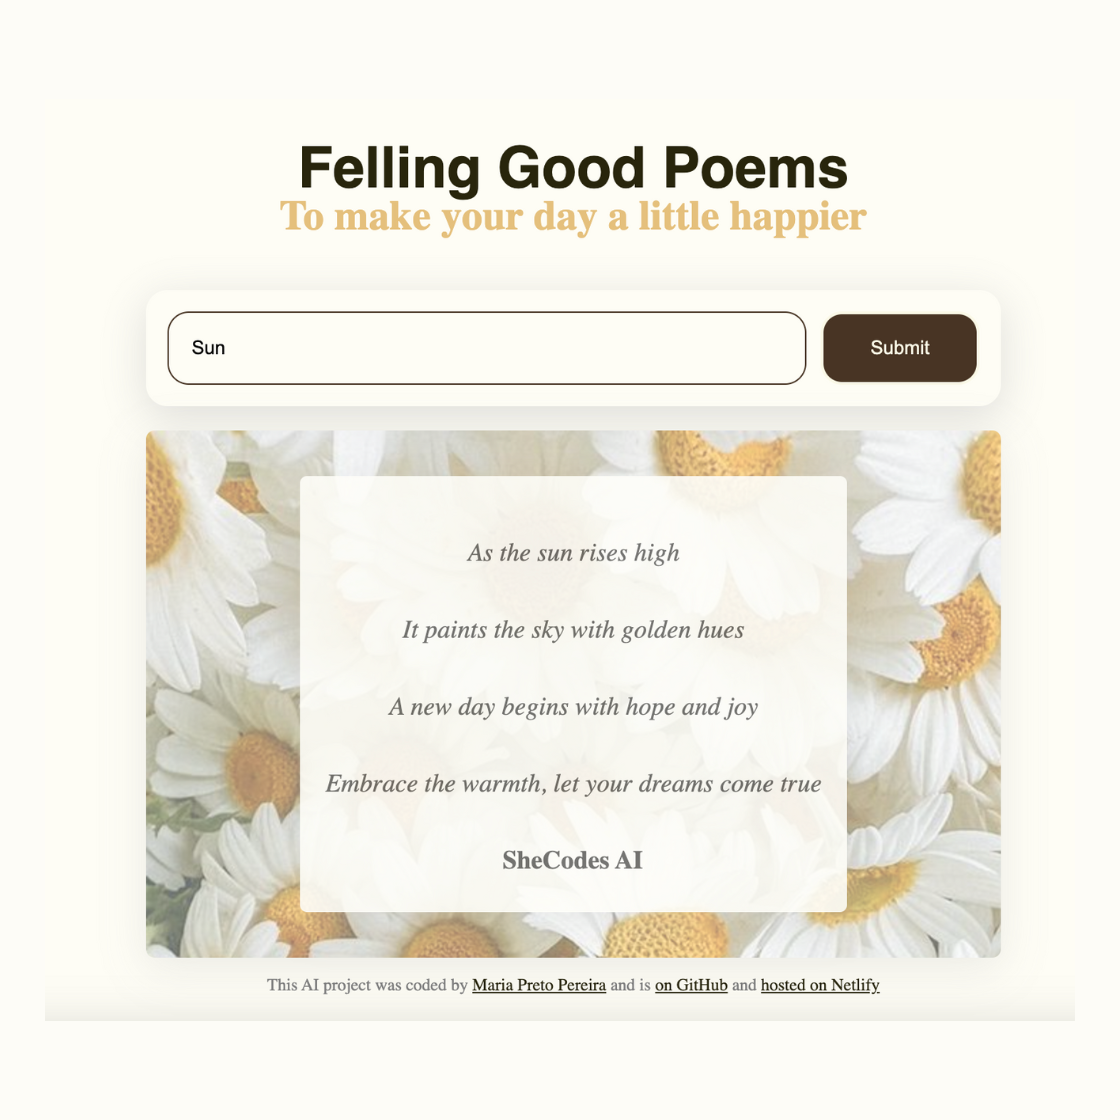 Felling Good Poems
To make your day a little happier
Sun
Submit
As the sun rises high
It paints the sky with golden hues
A new day begins with hope and joy
Embrace the warmth, let your dreams come true
SheCodes AI
This AI project was coded by Maria Preto Pereira and is on GitHub and hosted on Netlify